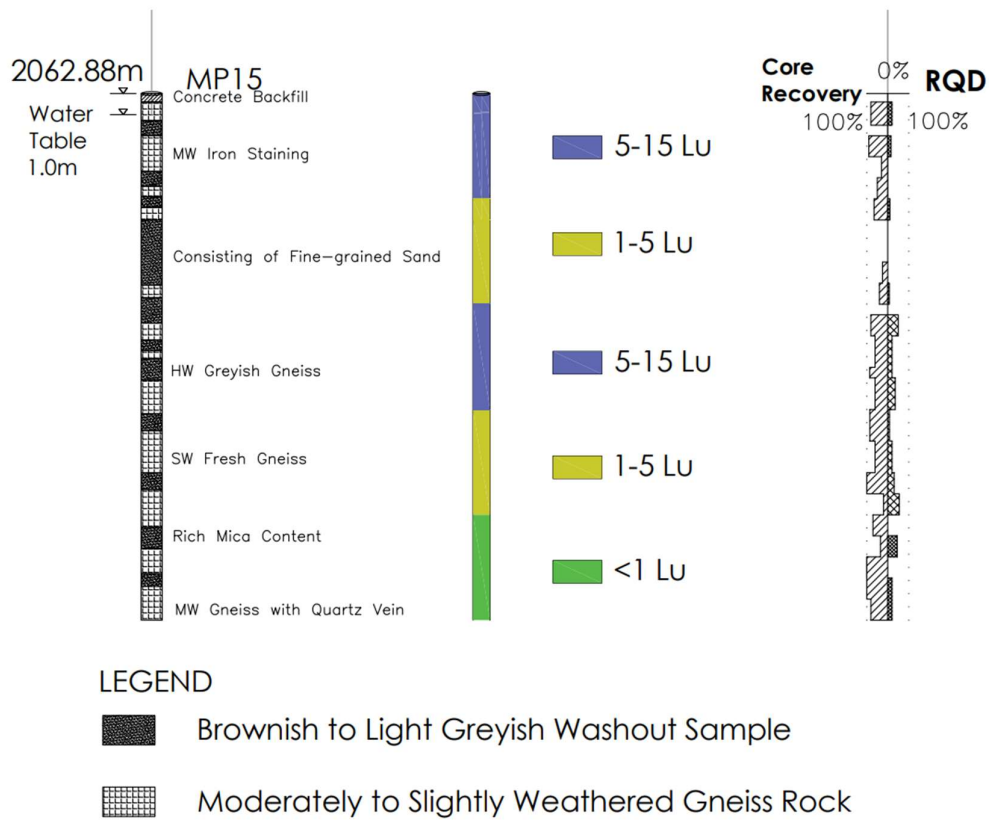 2062.88m
MP15
Concrete Backfill
Water
Table
1.0m
MW Iron Staining
Consisting of Fine-grained Sand
HW Greyish Gneiss
SW Fresh Gneiss
Rich Mica Content
MW Gneiss with Quartz Vein
5-15 Lu
1-5 Lu
5-15 Lu
1-5 Lu
<1 Lu
Core
Recovery
0%
RQD
100%
100%
LEGEND
Brownish to Light Greyish Washout Sample
Moderately to Slightly Weathered Gneiss Rock